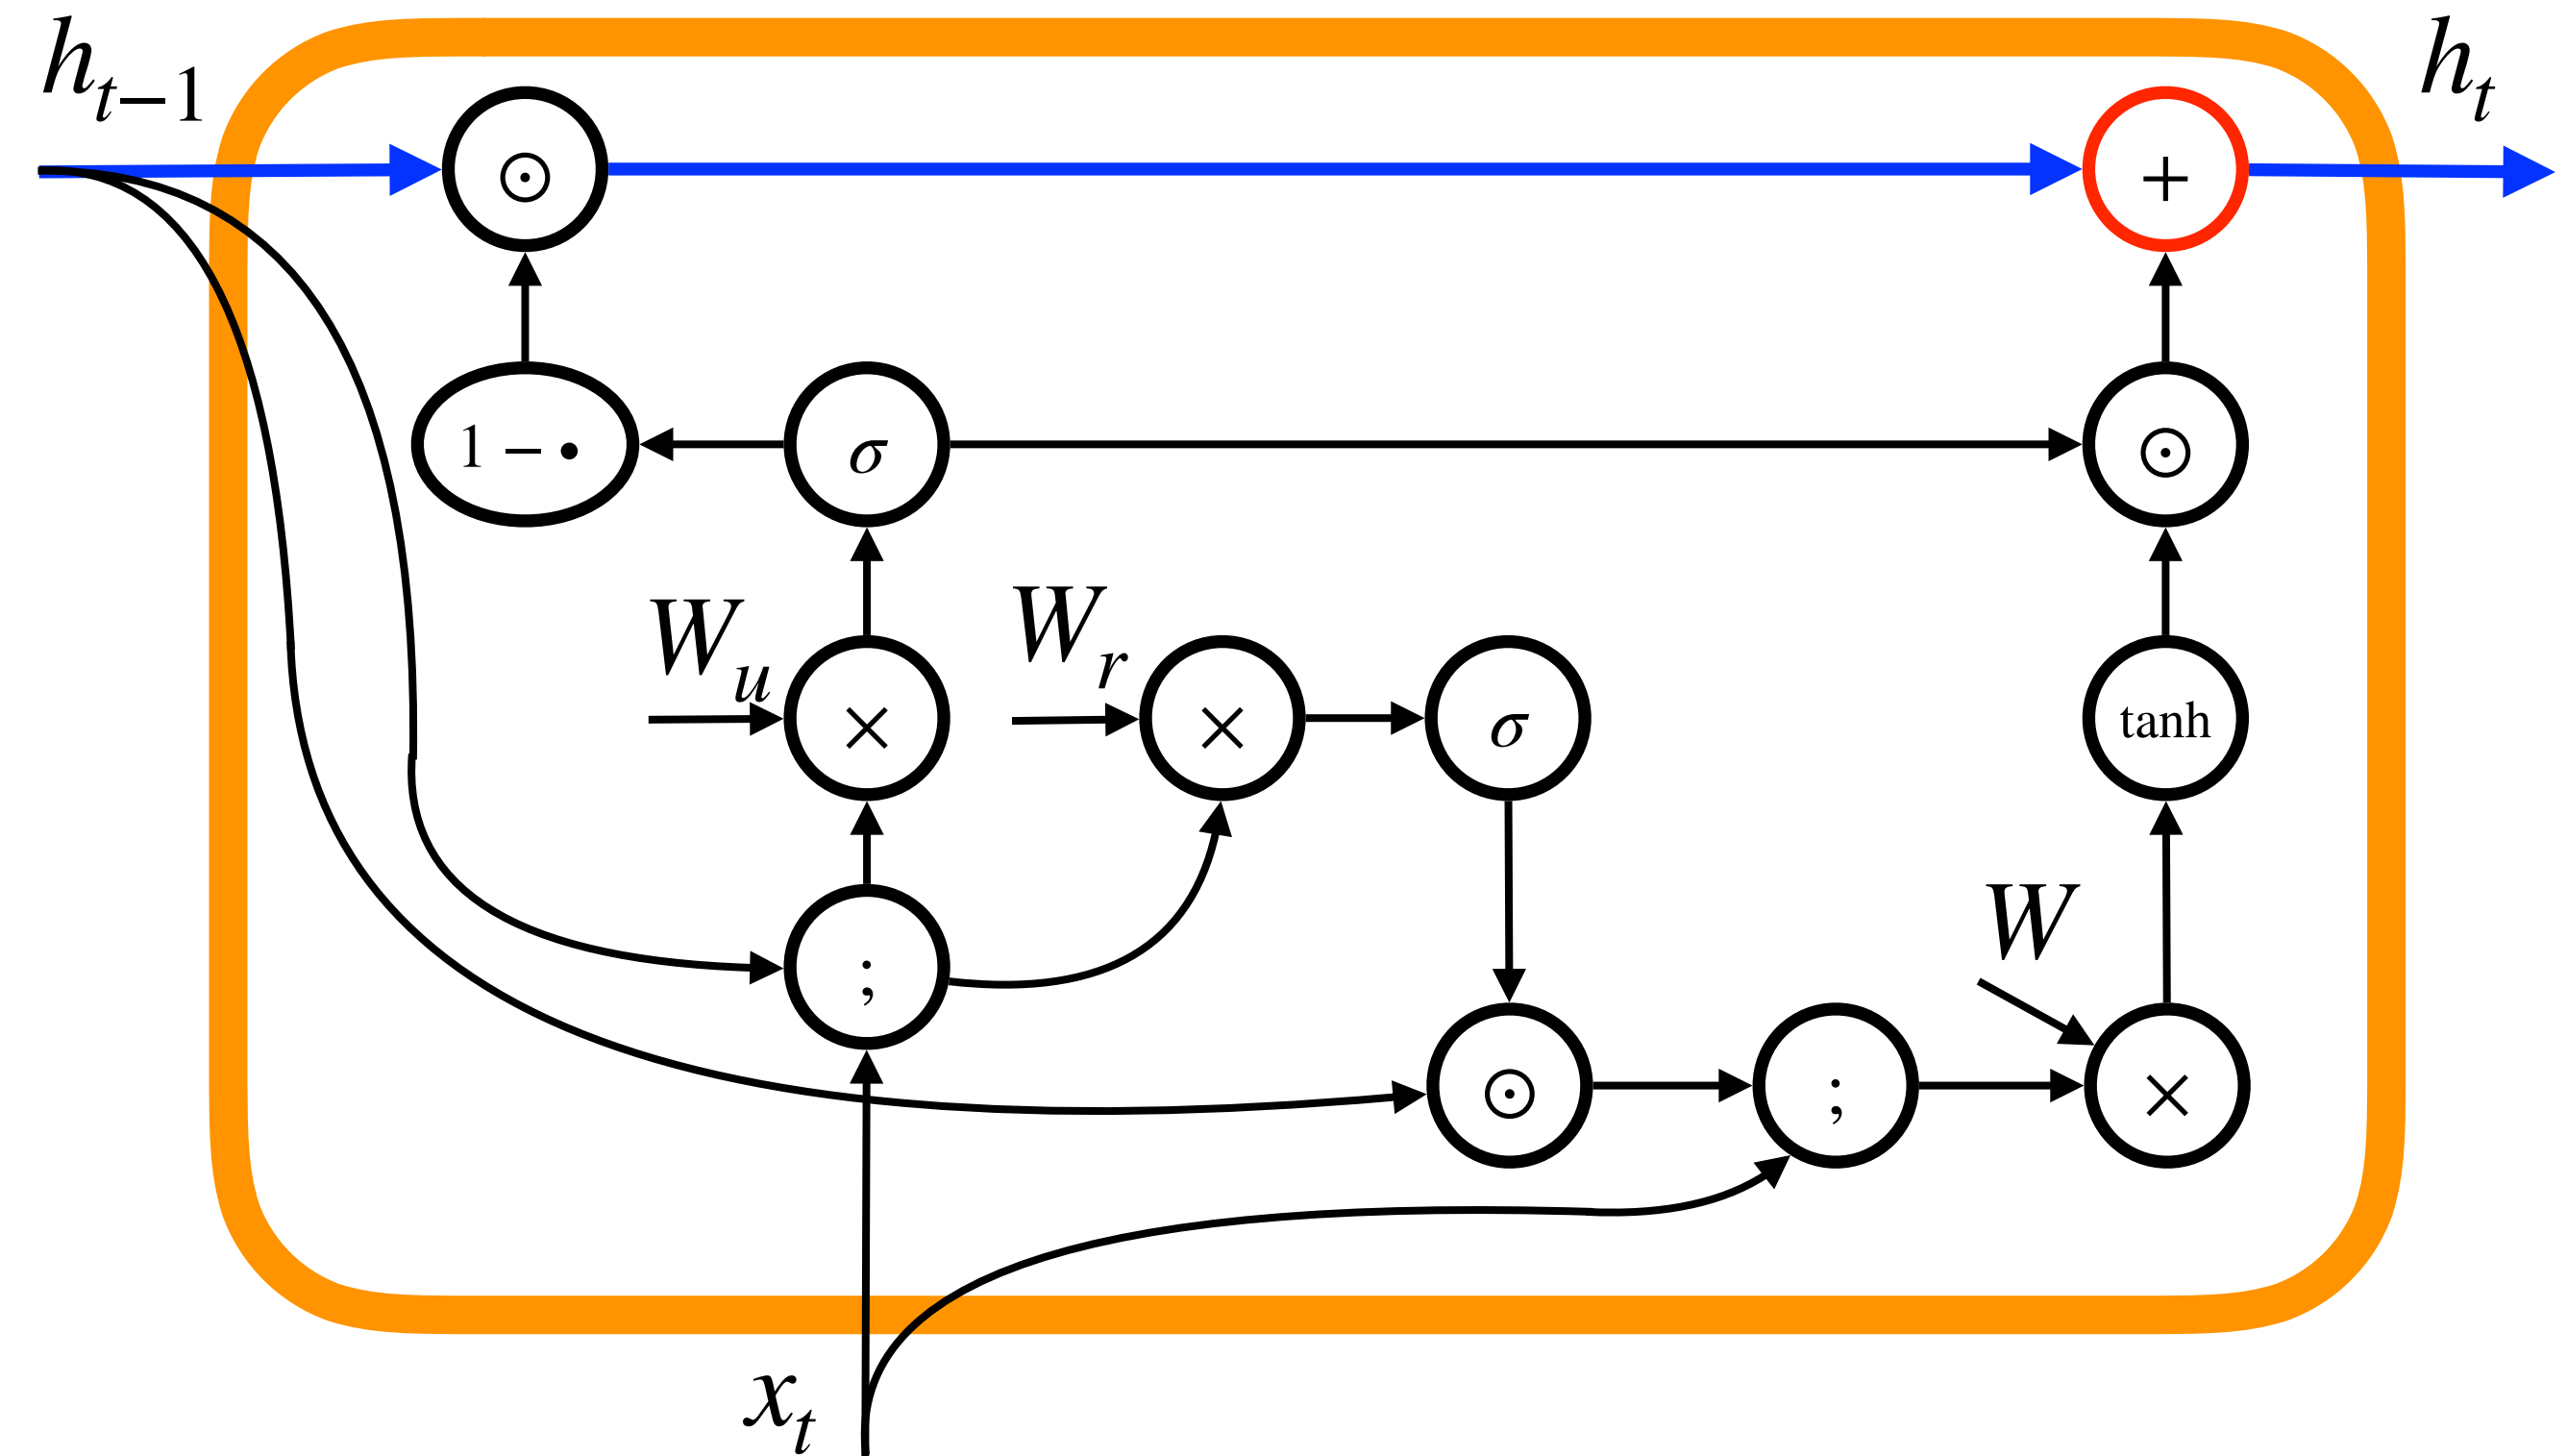 h_{t−1}
h_t
⊙
+
1 − •
σ
⊙
W_u
W_r
×
×
σ
tanh
;
W
⊙
;
×
x_t